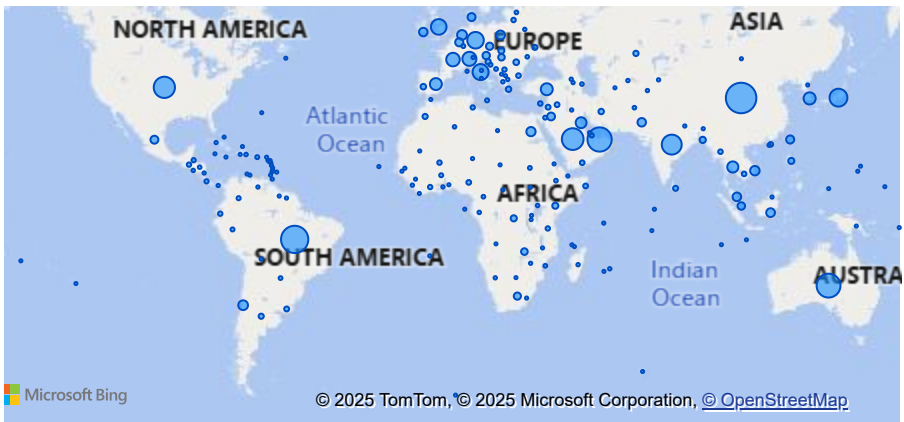 NORTH AMERICA
ASIA
EUROPE
Atlantic
Ocean
AFRICA
SOUTH AMERICA
Indian
Ocean
AUSTRA
Microsoft Bing
© 2025 TomTom, © 2025 Microsoft Corporation, © OpenStreetMap